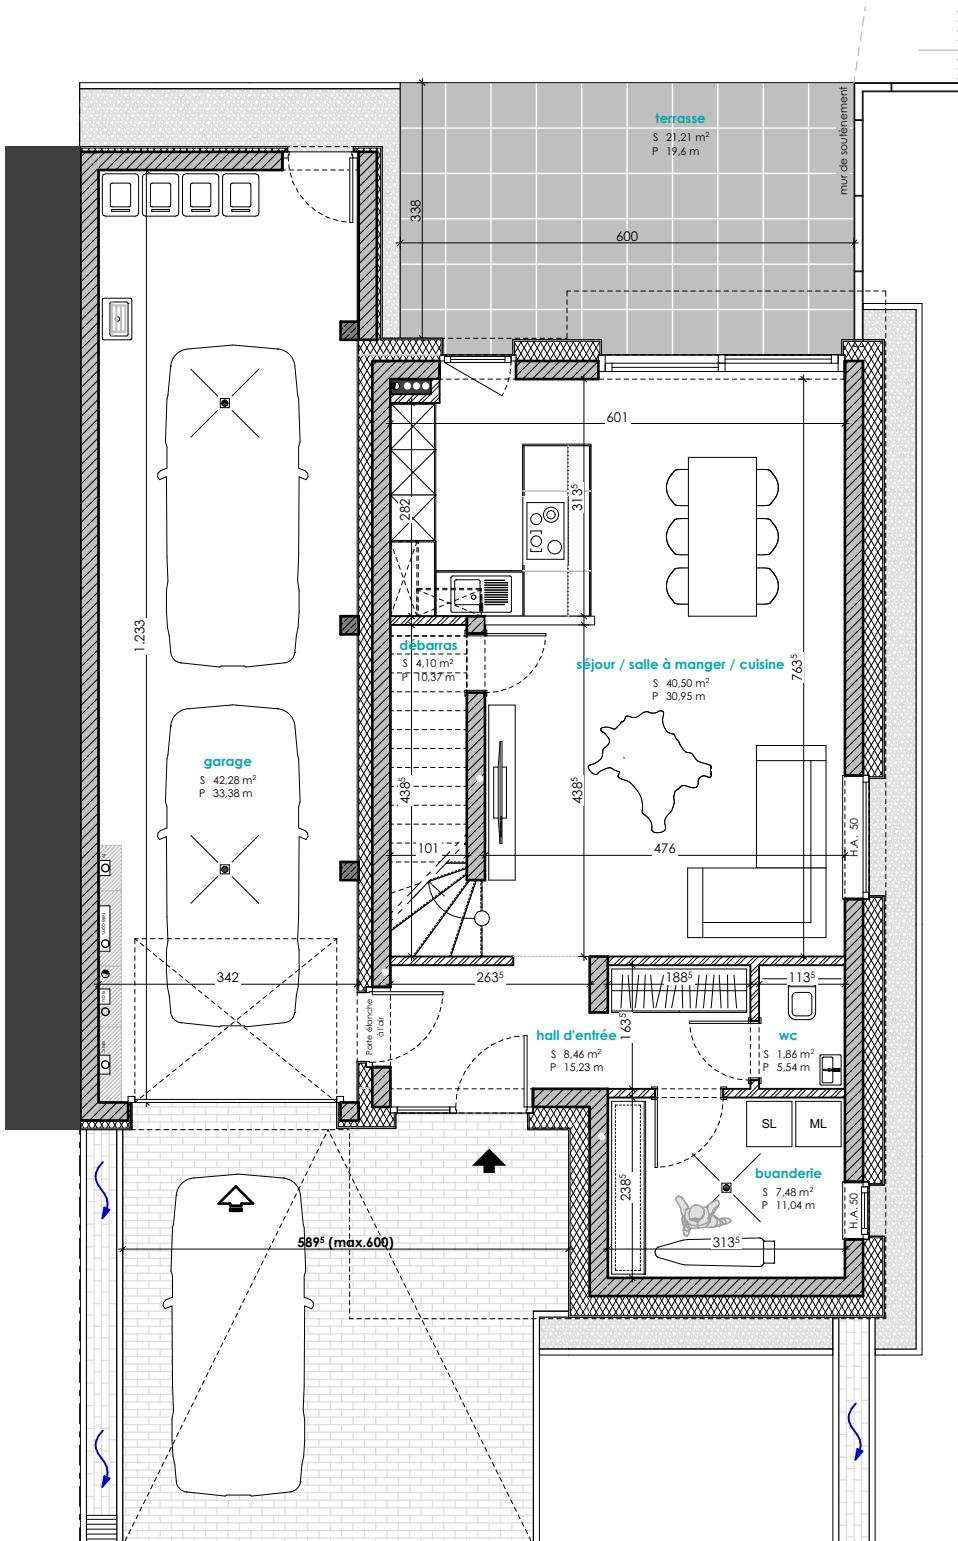 terrasse
S 21,21 m²
P 19,6 m
mur de soutènement
338
600
601
282
313⁵
1.233
débarras
S 4,10 m²
P 10,37 m
séjour / salle à manger / cuisine
S 40,50 m²
P 30,95 m
763⁵
garage
S 42,28 m²
P 33,38 m
438⁵
438⁵
101
476
H.A. 50
342
263⁵
188⁵
113⁵
Porte étanche
à l'air
hall d'entrée
S 8,46 m²
P 15,23 m
163⁵
wc
S 1,86 m²
P 5,54 m
SL
ML
buanderie
S 7,48 m²
P 11,04 m
238⁵
H.A. 50
313⁵
589⁵ (max.600)